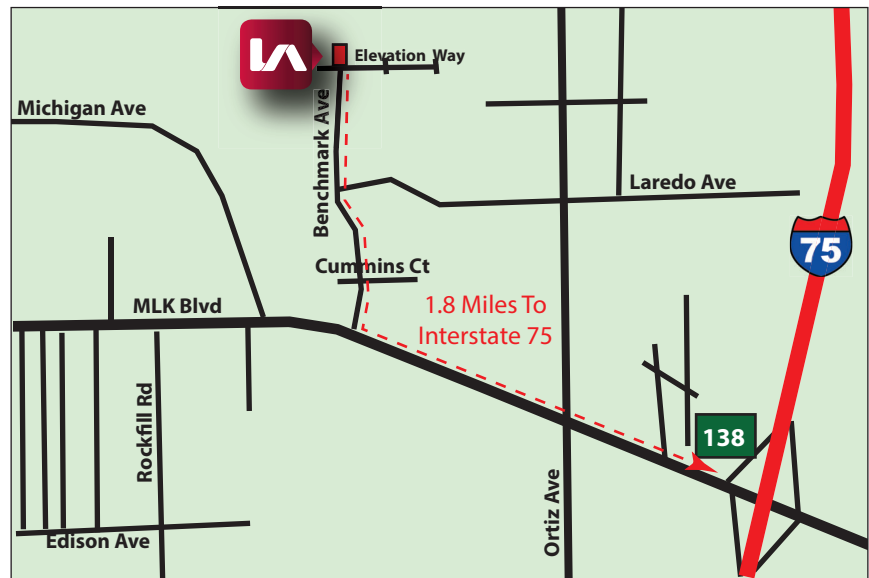 LA
Elevation Way
Michigan Ave
Benchmark Ave
Laredo Ave
75
Cummins Ct
MLK Blvd
1.8 Miles To
Interstate 75
Rockfill Rd
138
Ortiz Ave
Edison Ave